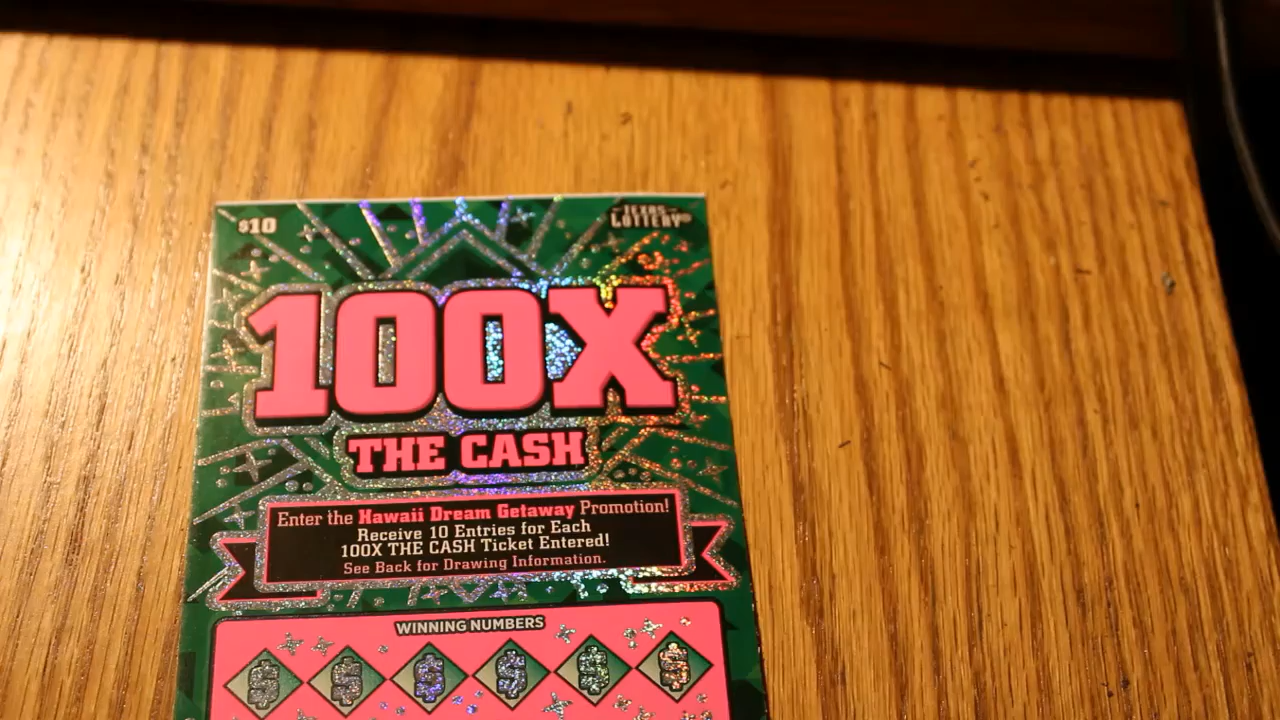 $10
TEXAS
LOTTERY®
100X
THE CASH
Enter the Hawaii Dream Getaway Promotion!
Receive 10 Entries for Each
100X THE CASH Ticket Entered!
See Back for Drawing Information.
WINNING NUMBERS
$ $ $ $ $ $